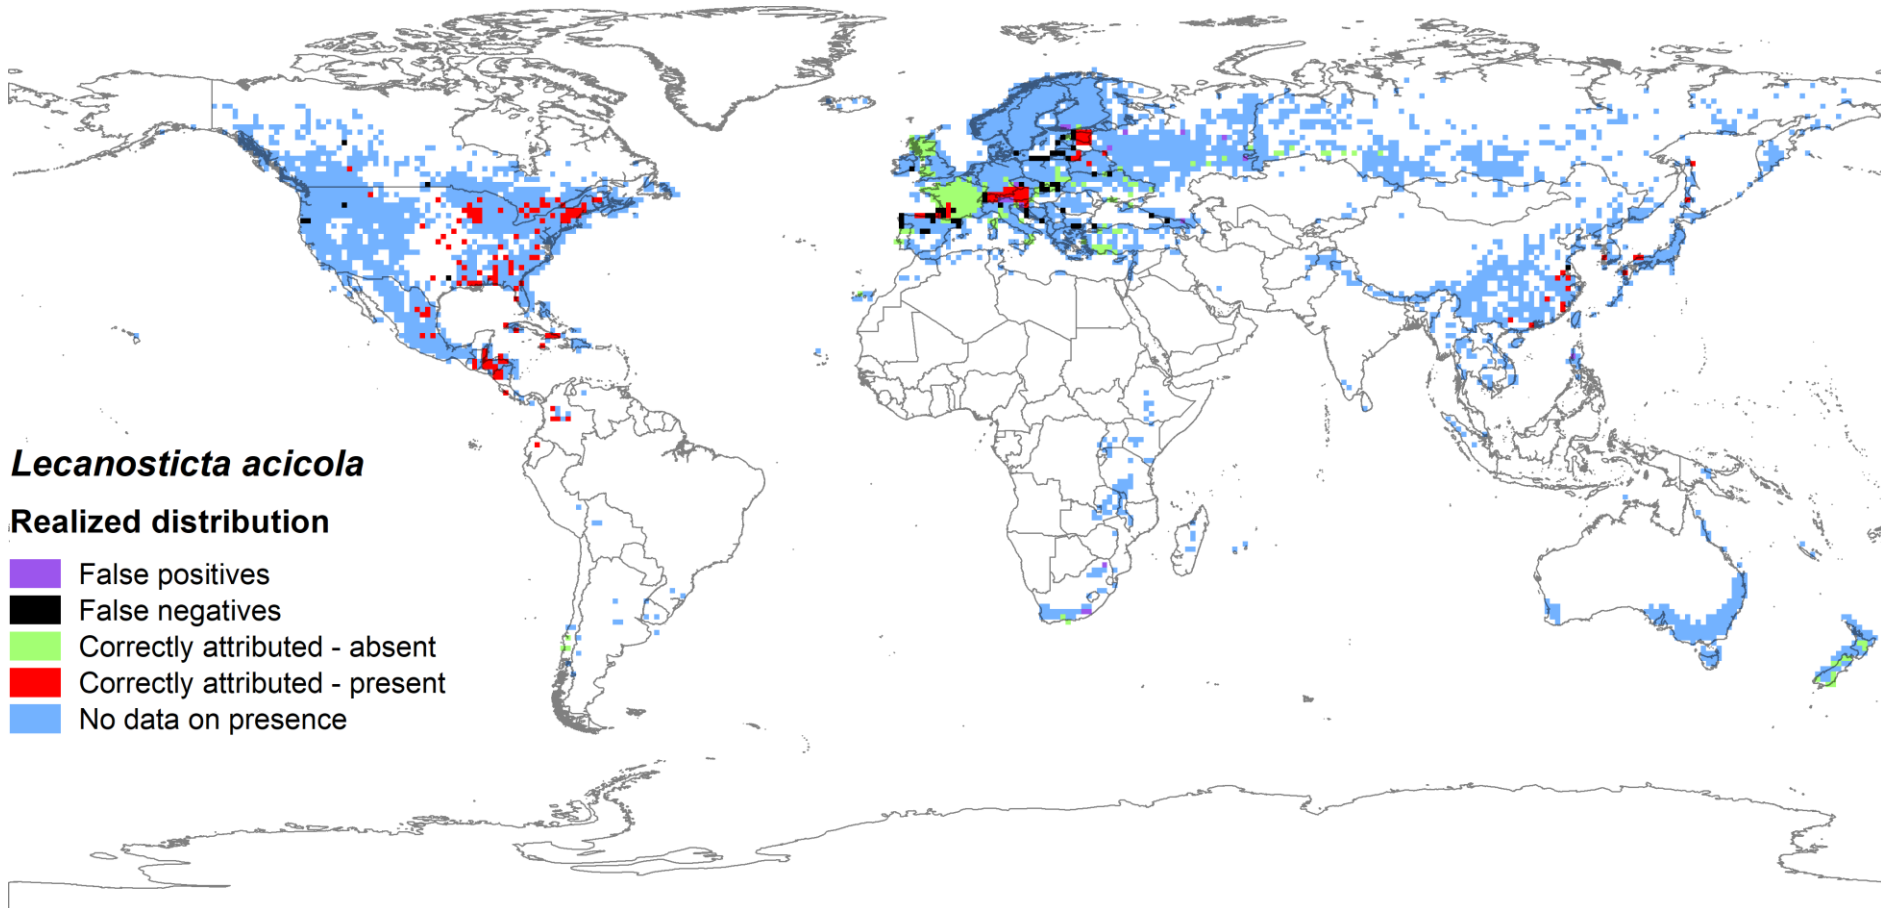 Lecanosticta acicola
Realized distribution
False positives
False negatives
Correctly attributed - absent
Correctly attributed - present
No data on presence